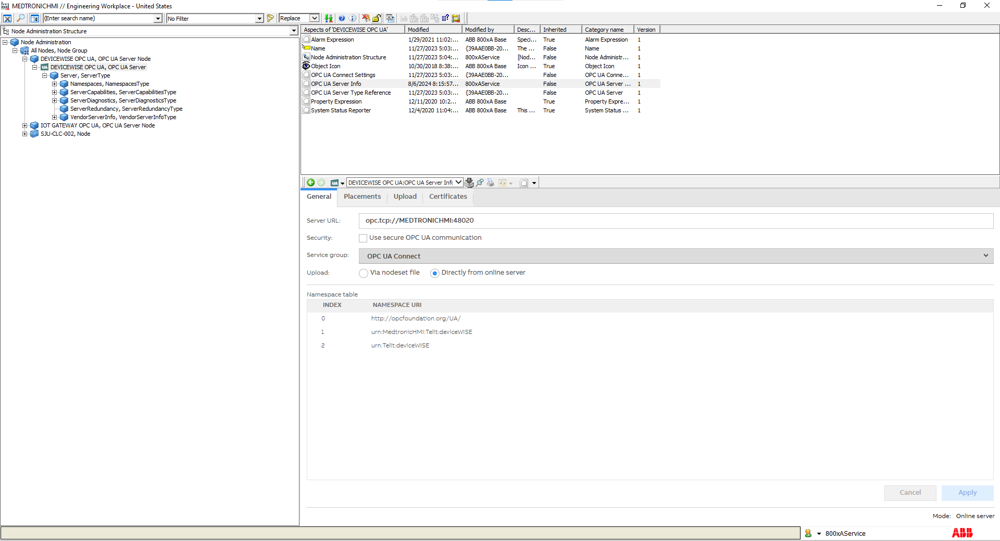 MEDTRONICHMI // Engineering Workplace - United States
(Enter search name) No Filter Replace
Node Administration Structure
Node Administration
All Nodes, Node Group
DEVICEWISE OPC UA, OPC UA Server Node
UA DEVICEWISE OPC UA, OPC UA Server
Server, ServerType
Namespaces, NamespacesType
ServerCapabilities, ServerCapabilitiesType
ServerDiagnostics, ServerDiagnosticsType
ServerRedundancy, ServerRedundancyType
VendorServerInfo, VendorServerInfoType
IOT GATEWAY OPC UA, OPC UA Server Node
SJU-CLC-002, Node
Aspects of 'DEVICEWISE OPC UA' Modified Modified by Desc... Inherited Category name Version
Alarm Expression 1/29/2021 11:02:... ABB 800xA Base Speci... True Alarm Expression 1
Name 11/27/2023 5:03:... {39AAE0BB-20... The ... False Name 1
Node Administration Structure 11/27/2023 5:04:... 800xAService [Nod... False Node Administr... 1
Object Icon 10/30/2018 8:38:... ABB 800xA Base Icon ... True Object Icon 1
OPC UA Connect Settings 11/27/2023 5:03:... {39AAE0BB-20... False OPC UA Conne... 1
OPC UA Server Info 8/6/2024 8:15:57... 800xAService False OPC UA Server ... 1
OPC UA Server Type Reference 11/27/2023 5:03:... {39AAE0BB-20... False OPC UA Server 1
Property Expression 12/11/2020 10:2... ABB 800xA Base True Property Expre... 1
System Status Reporter 12/4/2020 11:04:... ABB 800xA Base This ... True System Status ... 1
UA DEVICEWISE OPC UA:OPC UA Server Info
General Placements Upload Certificates
Server URL: opc.tcp://MEDTRONICHMI:48020
Security: Use secure OPC UA communication
Service group: OPC UA Connect
Upload: Via nodeset file Directly from online server
Namespace table
INDEX NAMESPACE URI
0 http://opcfoundation.org/UA/
1 urn:MedtronicHMI:Telit:deviceWISE
2 urn:Telit:deviceWISE
Cancel Apply
Mode: Online server
800xAService ABB